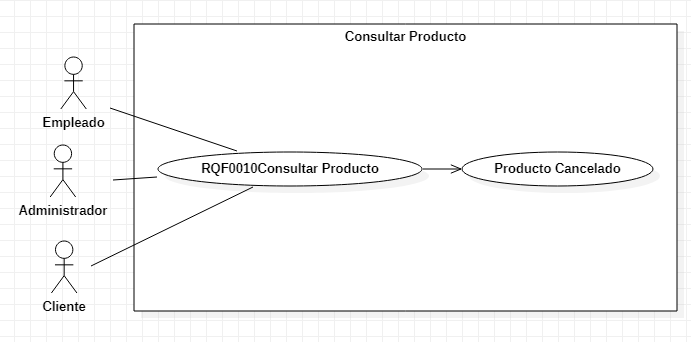 Consultar Producto
Empleado
RQF0010Consultar Producto
Producto Cancelado
Administrador
Cliente